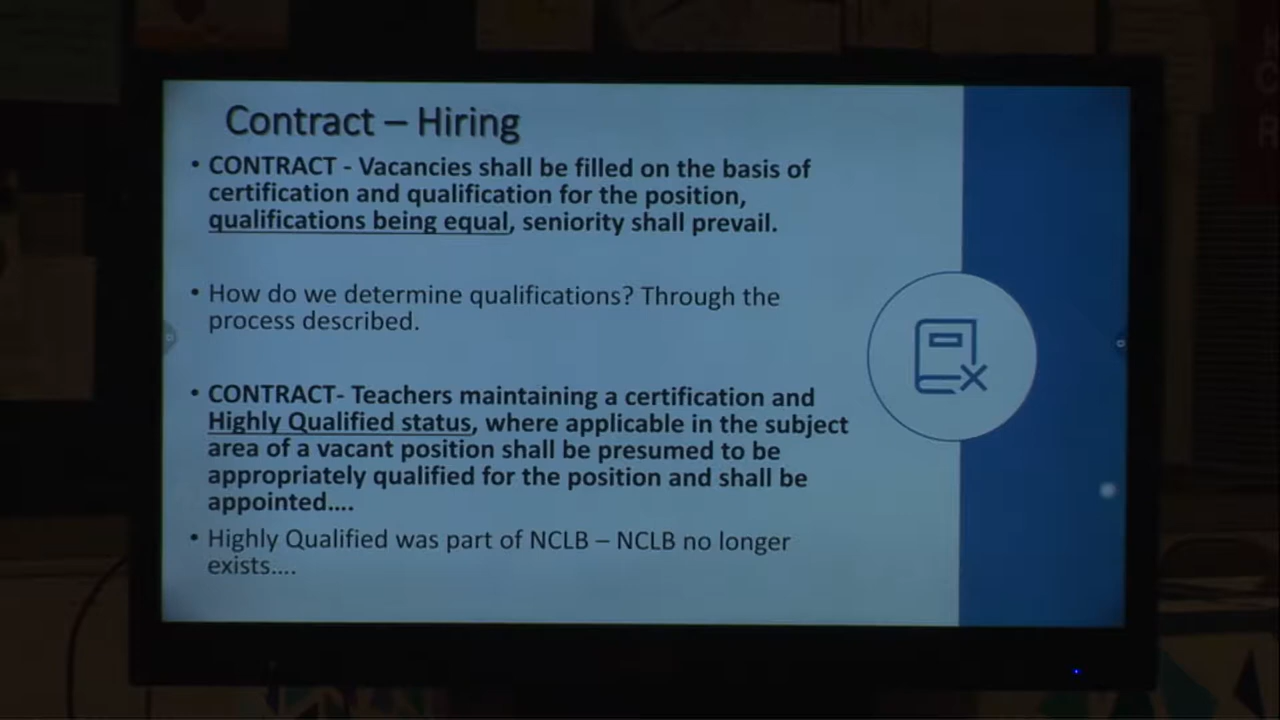 Contract – Hiring
• CONTRACT - Vacancies shall be filled on the basis of
certification and qualification for the position,
qualifications being equal, seniority shall prevail.
• How do we determine qualifications? Through the
process described.
• CONTRACT- Teachers maintaining a certification and
Highly Qualified status, where applicable in the subject
area of a vacant position shall be presumed to be
appropriately qualified for the position and shall be
appointed....
• Highly Qualified was part of NCLB – NCLB no longer
exists....